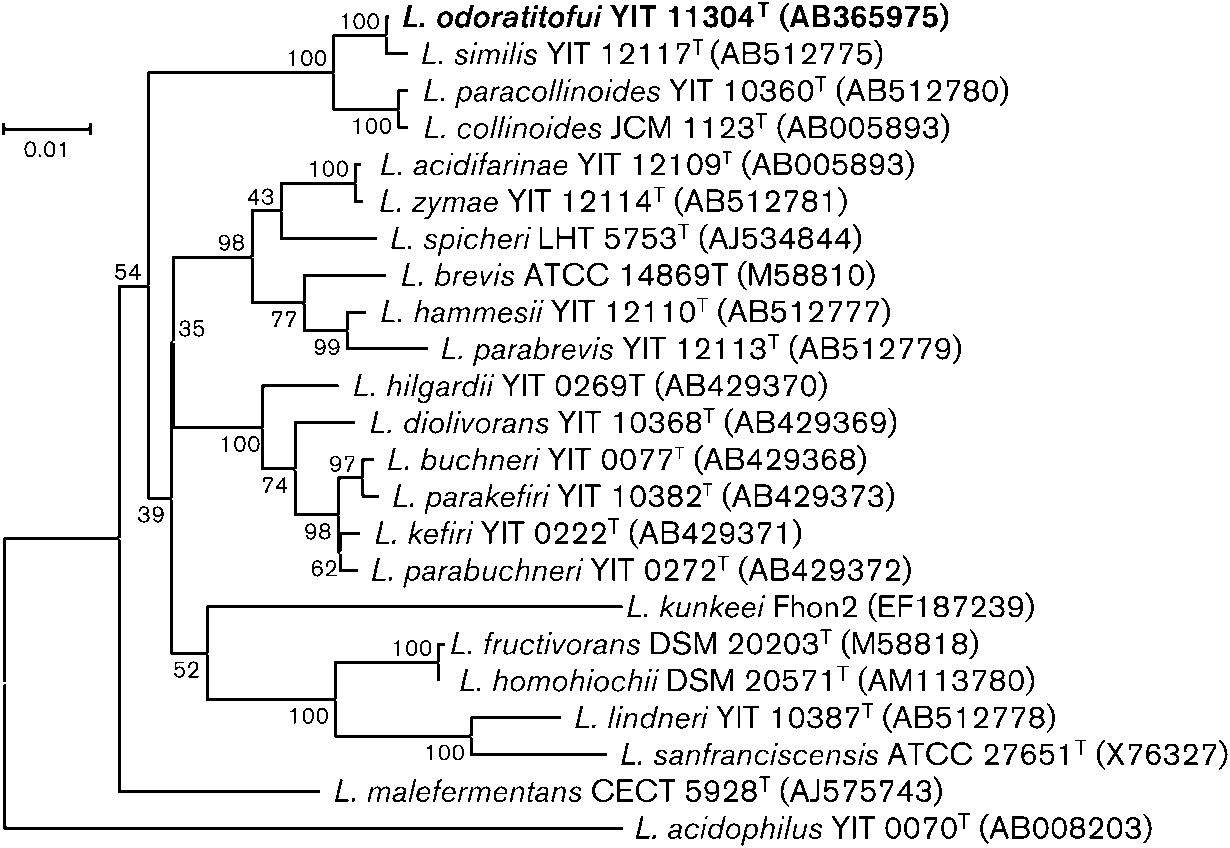 100 L. odoratitofui YIT 11304ᵀ (AB365975)
100 L. similis YIT 12117ᵀ (AB512775)
L. paracollinoides YIT 10360ᵀ (AB512780)
100 L. collinoides JCM 1123ᵀ (AB005893)
0.01
100 L. acidifarinae YIT 12109ᵀ (AB005893)
43 L. zymae YIT 12114ᵀ (AB512781)
98 L. spicheri LHT 5753ᵀ (AJ534844)
54 L. brevis ATCC 14869T (M58810)
77 L. hammesii YIT 12110ᵀ (AB512777)
35
99 L. parabrevis YIT 12113ᵀ (AB512779)
L. hilgardii YIT 0269T (AB429370)
L. diolivorans YIT 10368ᵀ (AB429369)
100
97 L. buchneri YIT 0077ᵀ (AB429368)
74 L. parakefiri YIT 10382ᵀ (AB429373)
39
98 L. kefiri YIT 0222ᵀ (AB429371)
62 L. parabuchneri YIT 0272ᵀ (AB429372)
L. kunkeei Fhon2 (EF187239)
100 L. fructivorans DSM 20203ᵀ (M58818)
52 L. homohiochii DSM 20571ᵀ (AM113780)
100 L. lindneri YIT 10387ᵀ (AB512778)
100 L. sanfranciscensis ATCC 27651ᵀ (X76327)
L. malefermentans CECT 5928ᵀ (AJ575743)
L. acidophilus YIT 0070ᵀ (AB008203)